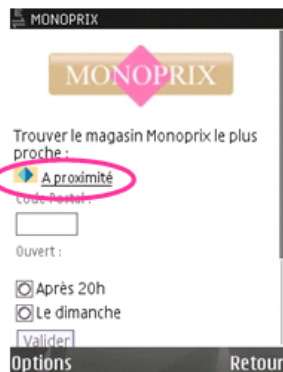 MONOPRIX
MONOPRIX
Trouver le magasin Monoprix le plus
proche :
A proximité
Code Postal :
Ouvert :
Après 20h
Le dimanche
Valider
Options Retour